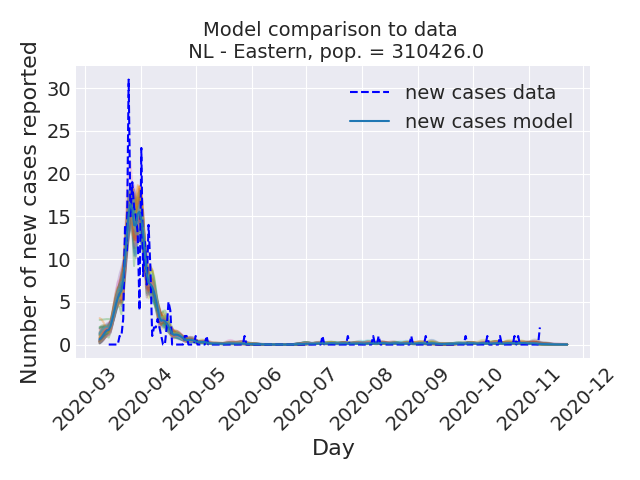 Model comparison to data
NL - Eastern, pop. = 310426.0
Number of new cases reported
30
25
20
15
10
5
0
new cases data
new cases model
2020-03
2020-04
2020-05
2020-06
2020-07
2020-08
2020-09
2020-10
2020-11
2020-12
Day